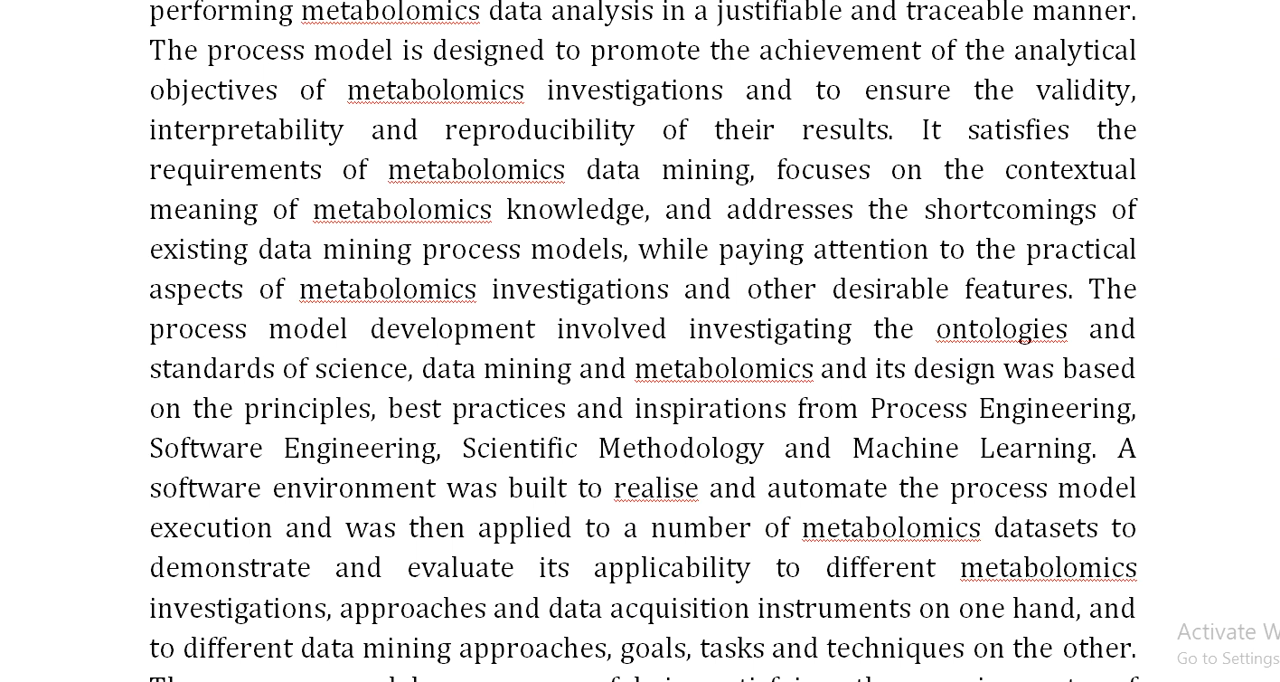 performing metabolomics data analysis in a justifiable and traceable manner.
The process model is designed to promote the achievement of the analytical
objectives of metabolomics investigations and to ensure the validity,
interpretability and reproducibility of their results. It satisfies the
requirements of metabolomics data mining, focuses on the contextual
meaning of metabolomics knowledge, and addresses the shortcomings of
existing data mining process models, while paying attention to the practical
aspects of metabolomics investigations and other desirable features. The
process model development involved investigating the ontologies and
standards of science, data mining and metabolomics and its design was based
on the principles, best practices and inspirations from Process Engineering,
Software Engineering, Scientific Methodology and Machine Learning. A
software environment was built to realise and automate the process model
execution and was then applied to a number of metabolomics datasets to
demonstrate and evaluate its applicability to different metabolomics
investigations, approaches and data acquisition instruments on one hand, and
to different data mining approaches, goals, tasks and techniques on the other.
Activate W
Go to Settings